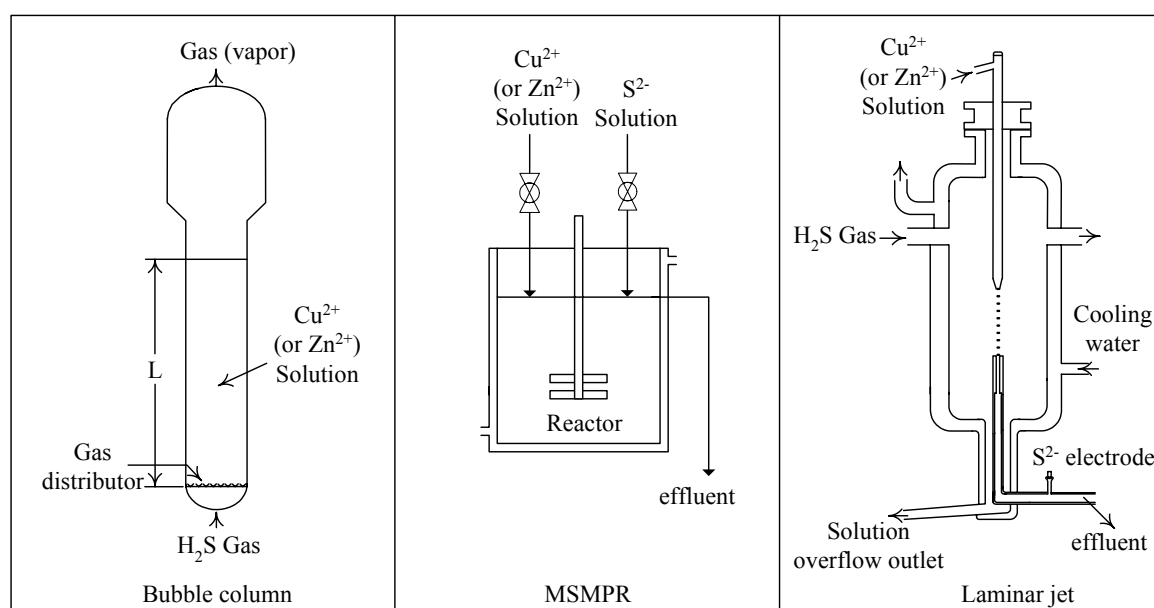 Gas (vapor)
Cu²⁺
(or Zn²⁺)
Solution
L
Gas
distributor
H₂S Gas
Bubble column
Cu²⁺
(or Zn²⁺)
Solution
S²⁻
Solution
Reactor
effluent
MSMPR
Cu²⁺
(or Zn²⁺)
Solution
H₂S Gas
Cooling
water
S²⁻ electrode
Solution
overflow outlet
effluent
Laminar jet